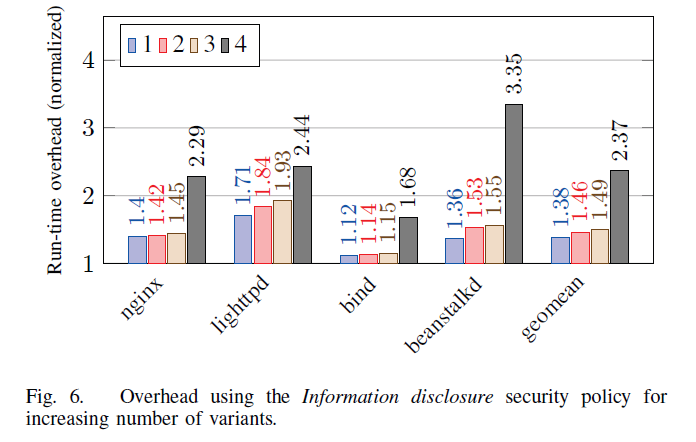 Run-time overhead (normalized)
4
3
2
1
1 2 3 4
1.4
1.42
1.45
2.29
1.71
1.84
1.93
2.44
1.12
1.14
1.15
1.68
1.36
1.53
1.55
3.35
1.38
1.46
1.49
2.37
nginx
lighttpd
bind
beanstalkd
geomean
Fig. 6. Overhead using the Information disclosure security policy for
increasing number of variants.